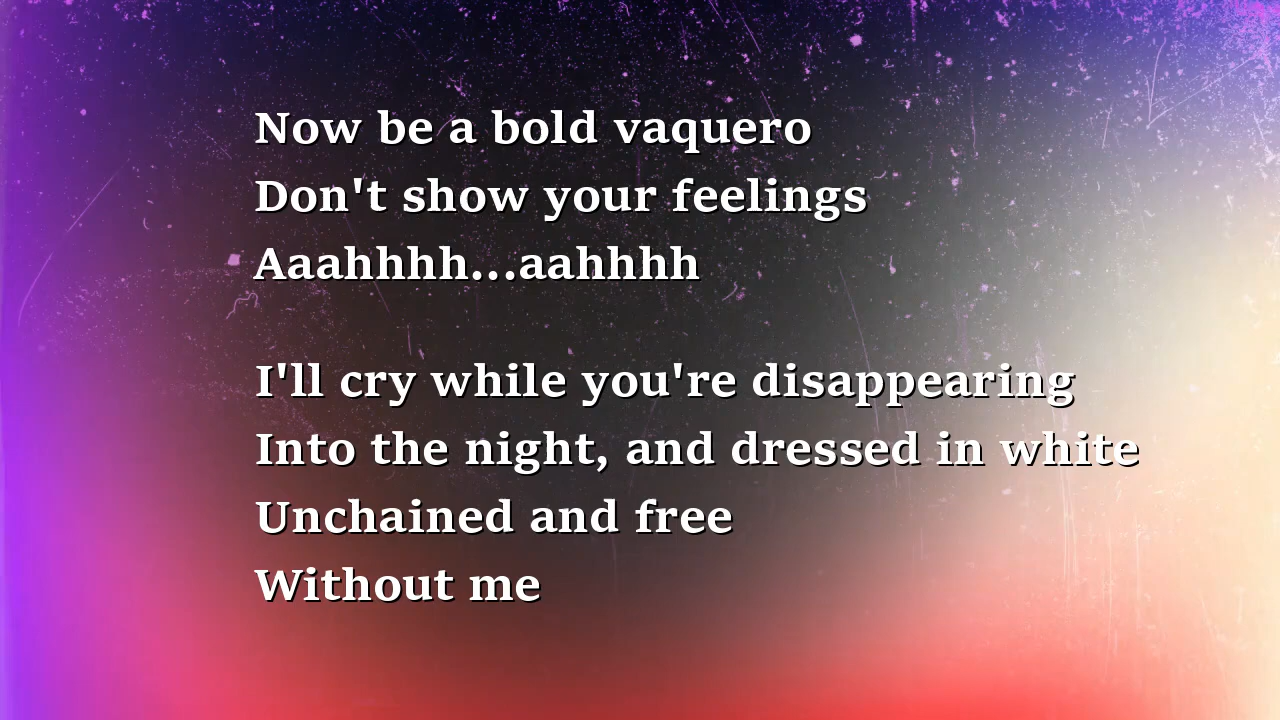 Now be a bold vaquero
Don't show your feelings
Aaahhhh...aahhhh
I'll cry while you're disappearing
Into the night, and dressed in white
Unchained and free
Without me